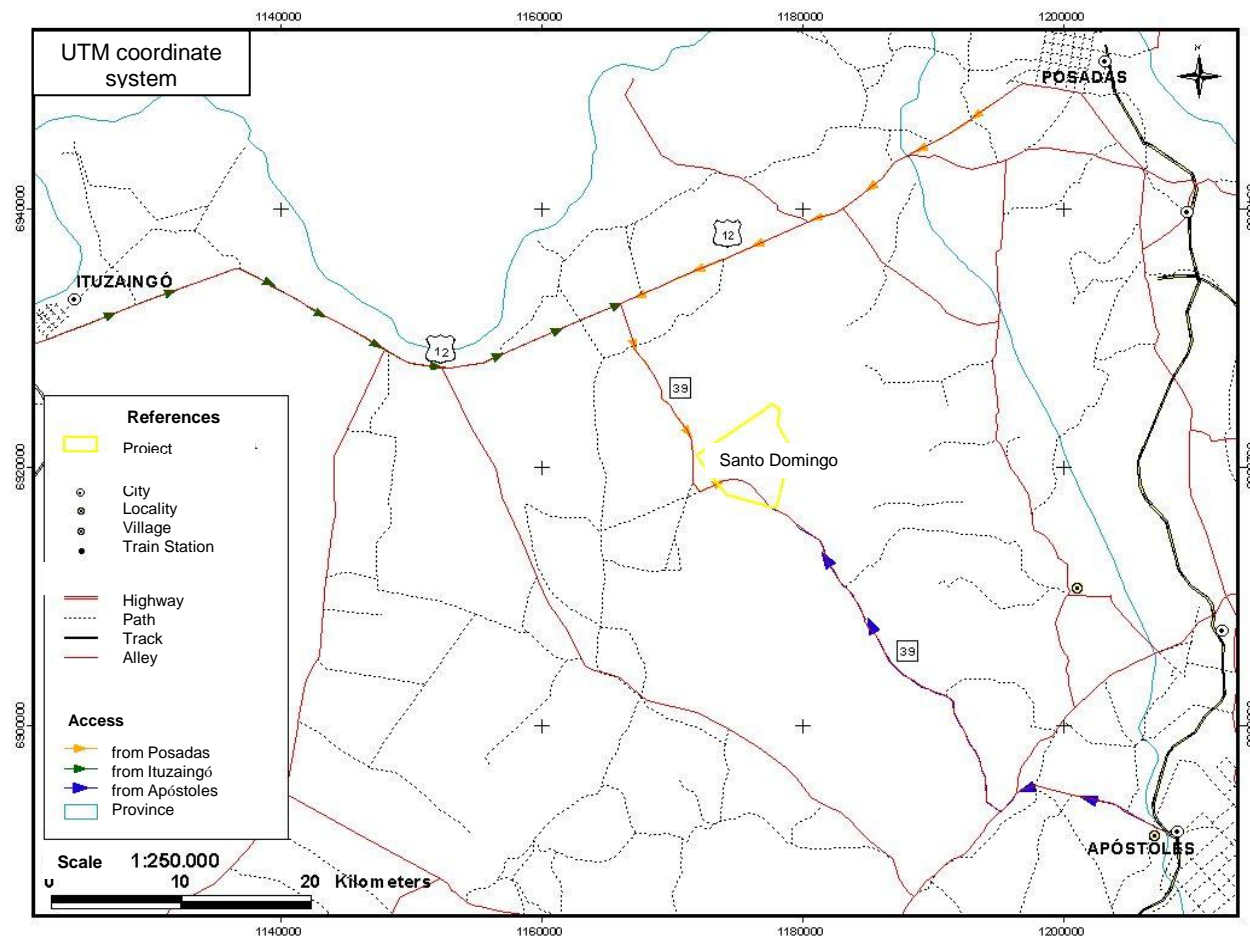 1140000
1160000
1180000
1200000
UTM coordinate
system
N
POSADAS
6940000
12
ITUZAINGÓ
12
39
References
Project
Santo Domingo
6920000
City
Locality
Village
Train Station
Highway
Path
Track
Alley
39
6900000
Access
from Posadas
from Ituzaingó
from Apóstoles
Province
APÓSTOLES
Scale 1:250.000
0 10 20 Kilometers
1140000
1160000
1180000
1200000